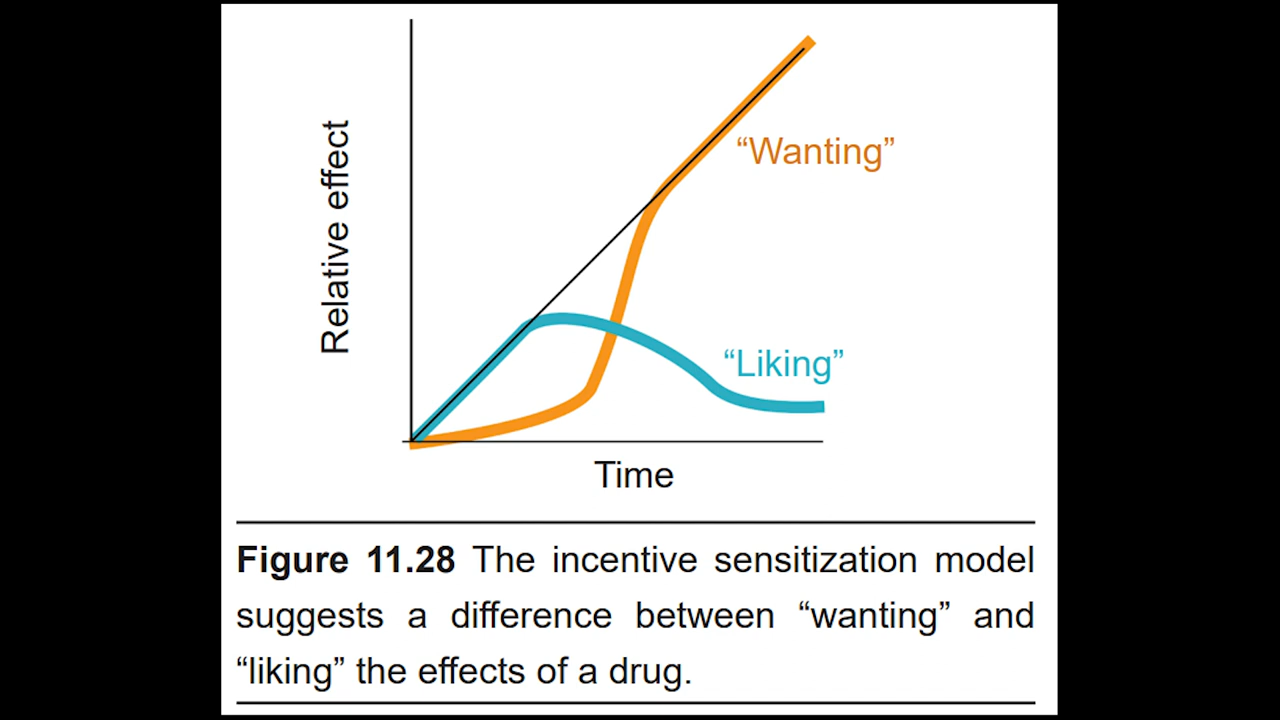 Relative effect
“Wanting”
“Liking”
Time
Figure 11.28 The incentive sensitization model
suggests a difference between “wanting” and
“liking” the effects of a drug.